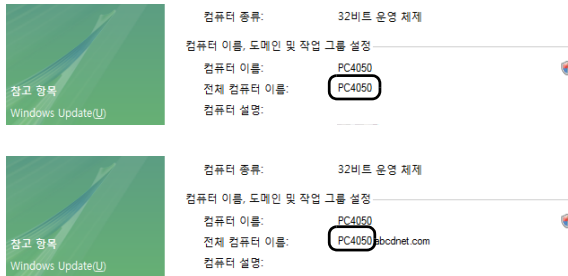 컴퓨터 종류: 32비트 운영 체제
컴퓨터 이름, 도메인 및 작업 그룹 설정
컴퓨터 이름: PC4050
전체 컴퓨터 이름: PC4050
컴퓨터 설명:
참고 항목
Windows Update(U)
컴퓨터 종류: 32비트 운영 체제
컴퓨터 이름, 도메인 및 작업 그룹 설정
컴퓨터 이름: PC4050
전체 컴퓨터 이름: PC4050.abcdnet.com
컴퓨터 설명:
참고 항목
Windows Update(U)